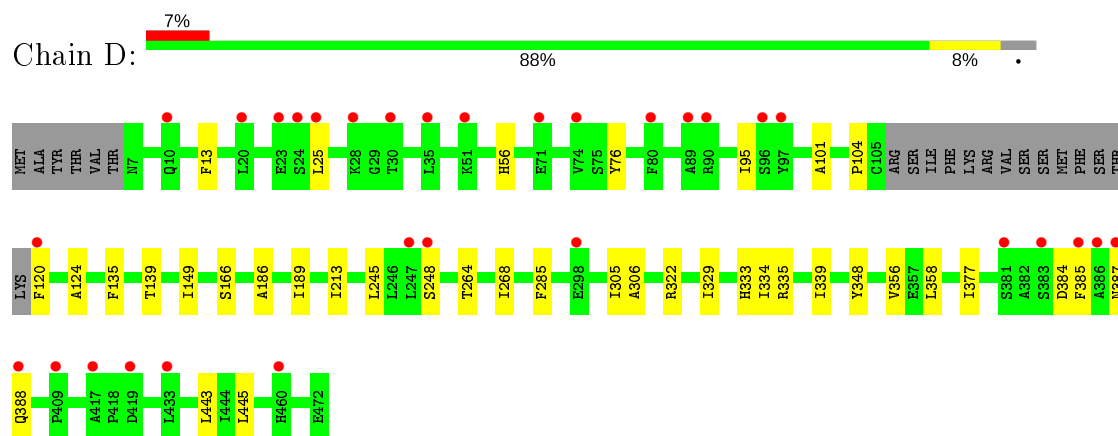 7%
Chain D:
88%
8%
MET ALA TYR THR VAL THR N7 Q10 F13 L20 E23 S24 L25 K28 G29 T30 L35 K51 H56 E71 V74 S75 Y76 F80 A89 R90 I95 S96 Y97 A101 P104 C105 ARG SER ILE PHE LYS ARG VAL SER SER MET PHE SER THR
LYS F120 A124 F135 T139 I149 S166 A186 I189 I213 L245 L246 L247 S248 T264 I268 F285 E298 I305 A306 R322 I329 H333 I334 R335 I339 Y348 V356 E357 L358 I377 S381 A382 S383 D384 F385 A386 N387
Q388 P409 A417 P418 D419 L433 L443 I444 L445 H460 E472